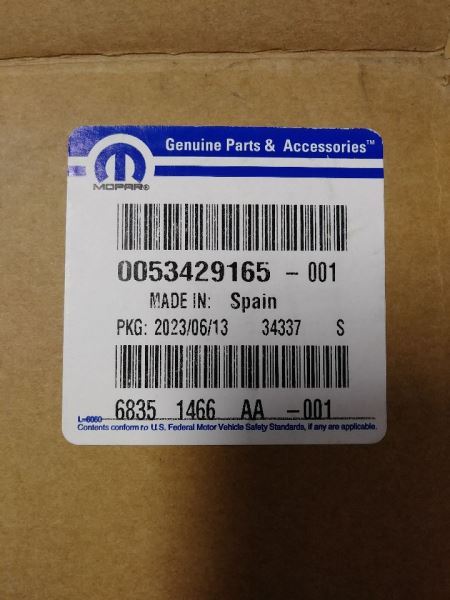 Genuine Parts & Accessories™
MOPAR®
0053429165 - 001
MADE IN: Spain
PKG: 2023/06/13 34337 S
6835 1466 AA -001
L-6060
Contents conform to U.S. Federal Motor Vehicle Safety Standards, if any are applicable.